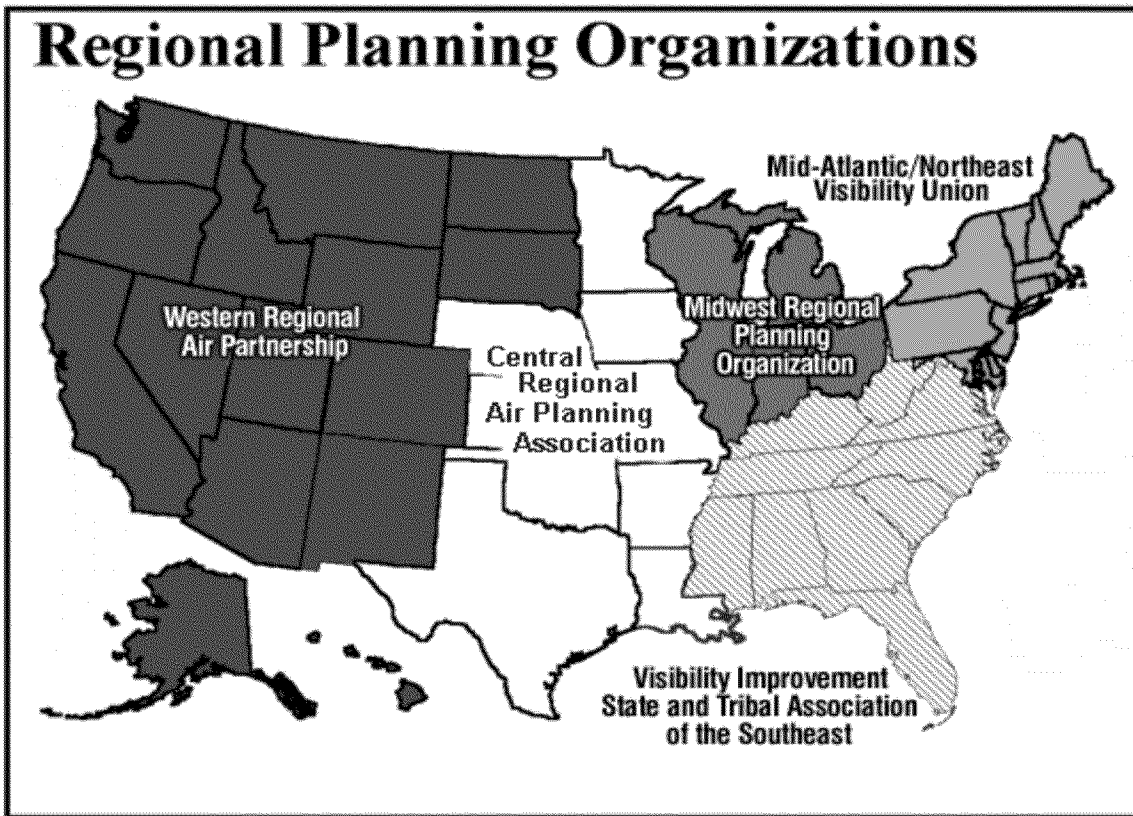 Regional Planning Organizations
Mid-Atlantic/Northeast
Visibility Union
Western Regional
Air Partnership
Midwest Regional
Planning
Organization
Central
Regional
Air Planning
Association
Visibility Improvement
State and Tribal Association
of the Southeast